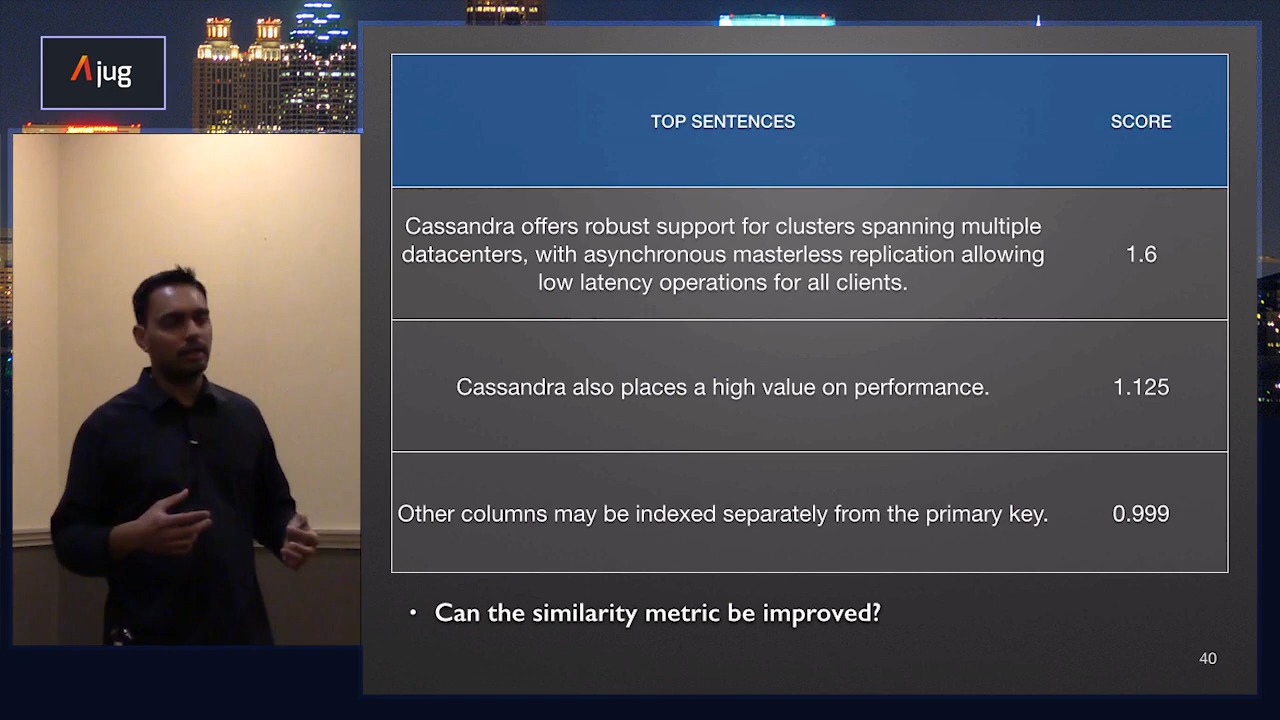 Ajug
TOP SENTENCES
SCORE
Cassandra offers robust support for clusters spanning multiple
datacenters, with asynchronous masterless replication allowing
low latency operations for all clients.
1.6
Cassandra also places a high value on performance.
1.125
Other columns may be indexed separately from the primary key.
0.999
• Can the similarity metric be improved?
40